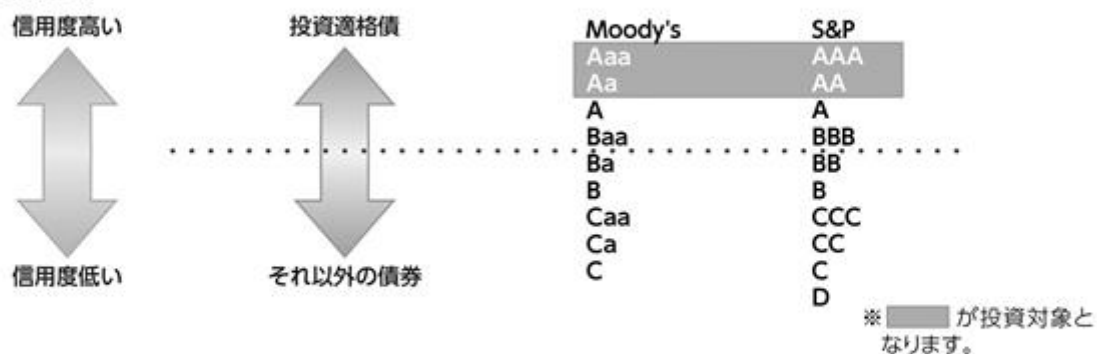 信用度高い 投資適格債 Moody's S&P
Aaa AAA
Aa AA
A A
Baa BBB
Ba BB
B B
Caa CCC
Ca CC
信用度低い それ以外の債券 C C
D
※ が投資対象と
なります。